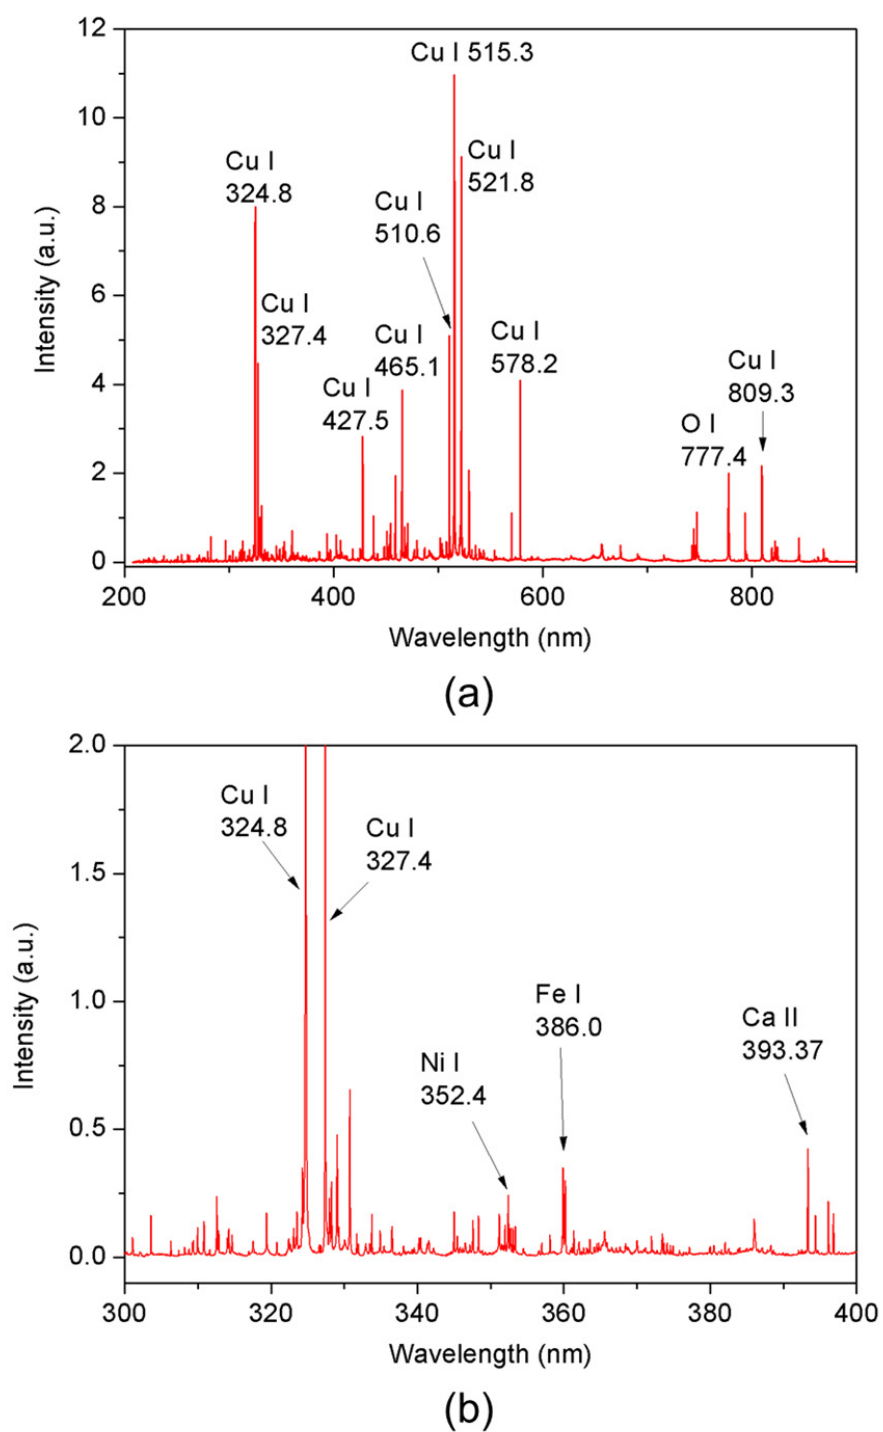 12
10
8
6
4
2
0
Intensity (a.u.)
Cu I
324.8
Cu I
327.4
Cu I
427.5
Cu I
465.1
Cu I
510.6
Cu I 515.3
Cu I
521.8
Cu I
578.2
O I
777.4
Cu I
809.3
200
400
600
800
Wavelength (nm)
(a)
2.0
1.5
1.0
0.5
0.0
Intensity (a.u.)
Cu I
324.8
Cu I
327.4
Ni I
352.4
Fe I
386.0
Ca II
393.37
300
320
340
360
380
400
Wavelength (nm)
(b)